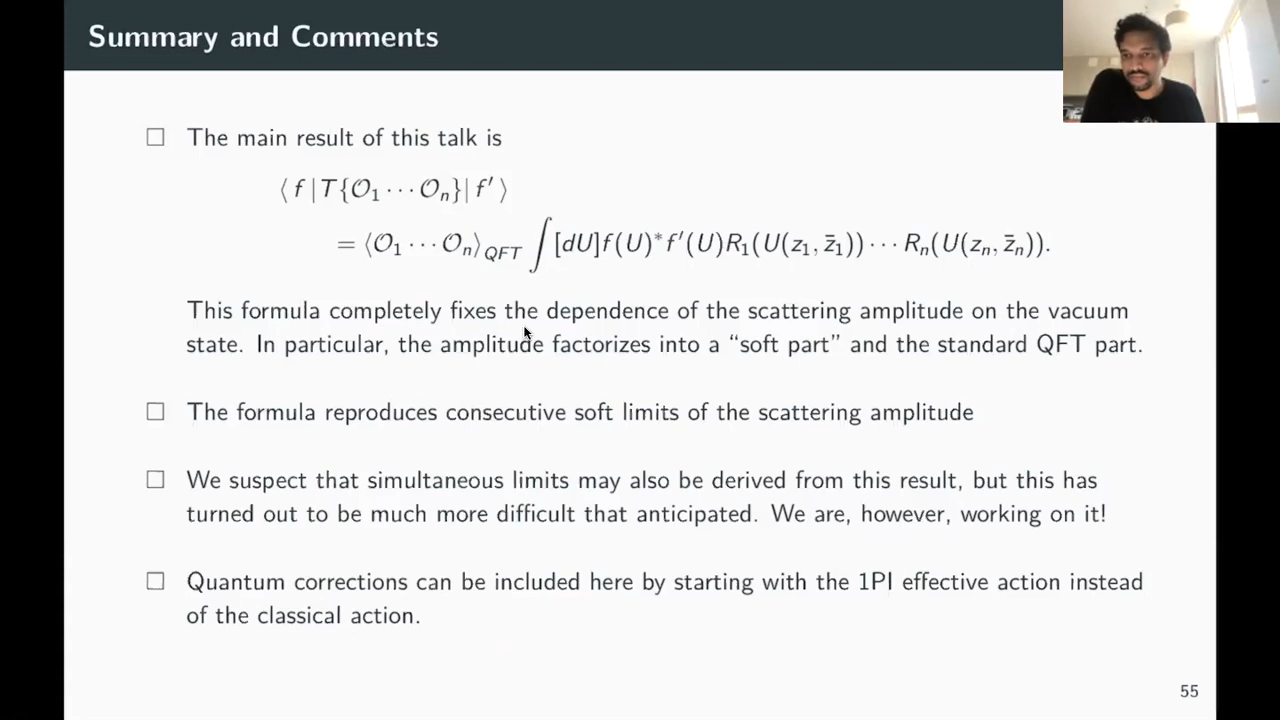 Summary and Comments
□ The main result of this talk is
⟨ f | T{𝒪₁ ⋯ 𝒪ₙ} | f′ ⟩
= ⟨𝒪₁ ⋯ 𝒪ₙ⟩_QFT ∫ [dU] f(U)* f′(U) R₁(U(z₁, z̄₁)) ⋯ Rₙ(U(zₙ, z̄ₙ)).
This formula completely fixes the dependence of the scattering amplitude on the vacuum
state. In particular, the amplitude factorizes into a “soft part” and the standard QFT part.
□ The formula reproduces consecutive soft limits of the scattering amplitude
□ We suspect that simultaneous limits may also be derived from this result, but this has
turned out to be much more difficult that anticipated. We are, however, working on it!
□ Quantum corrections can be included here by starting with the 1PI effective action instead
of the classical action.
55